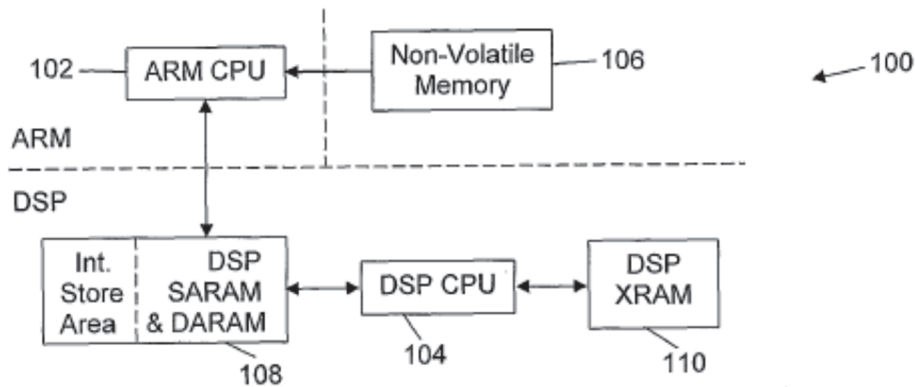 102
ARM CPU
Non-Volatile
Memory
106
100
ARM
DSP
Int.
Store
Area
DSP
SARAM
& DARAM
108
DSP CPU
104
DSP
XRAM
110